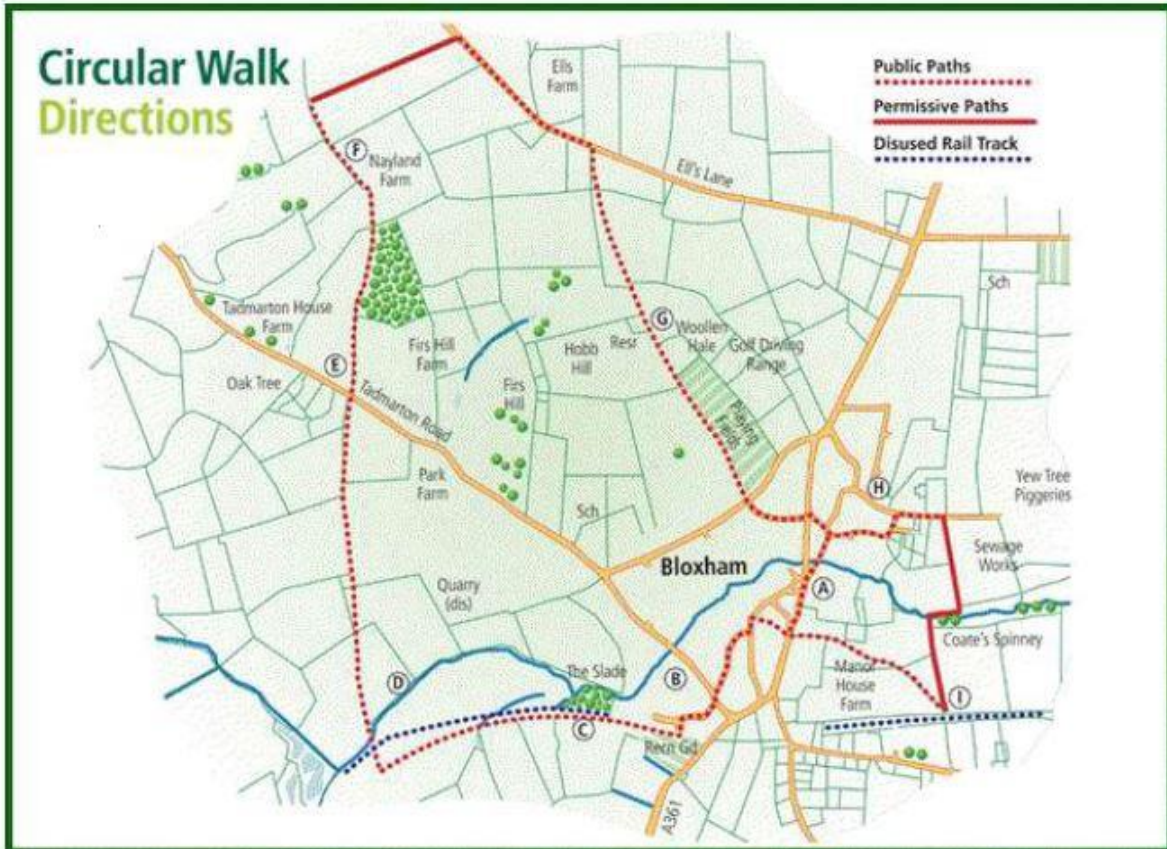 Circular Walk
Directions
Public Paths
Permissive Paths
Disused Rail Track
Ells
Farm
F
Nayland
Farm
Ell's Lane
Sch
Tadmarton House
Farm
G
Woollen
Hale
Resr
Golf Driving
Range
Hobb
Hill
Firs Hill
Farm
E
Oak Tree
Tadmarton Road
Firs
Hill
Playing
Fields
Park
Farm
H
Yew Tree
Piggeries
Sch
Sewage
Works
Bloxham
A
Quarry
(dis)
Coate's Spinney
The Slade
D
B
Manor
House
Farm
I
C
Recn Gd
A361